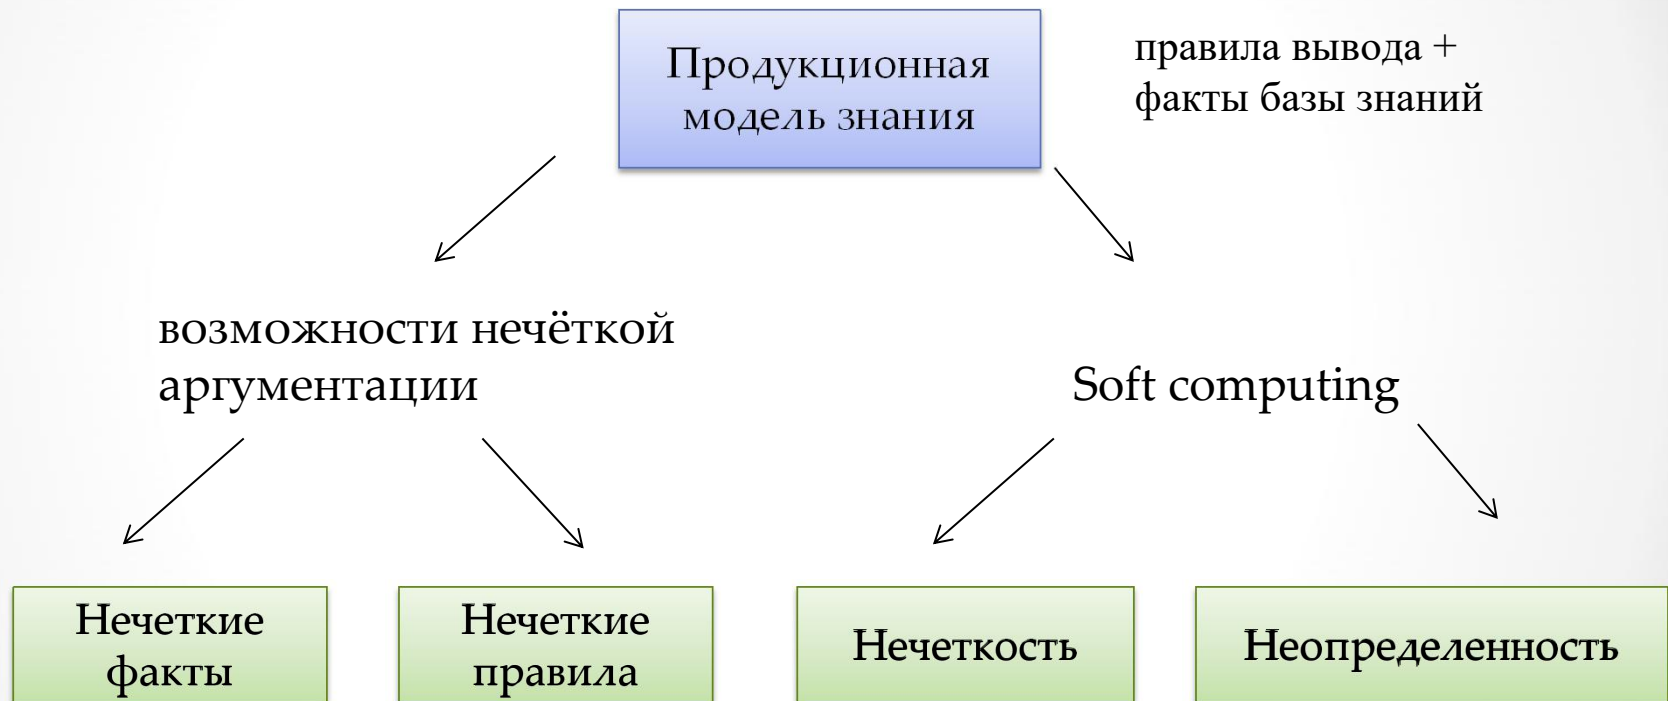 Продукционная
модель знания
правила вывода +
факты базы знаний
возможности нечёткой
аргументации
Soft computing
Нечеткие
факты
Нечеткие
правила
Нечеткость
Неопределенность